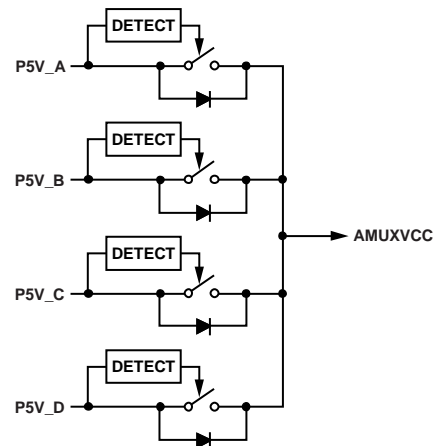 DETECT
P5V_A
DETECT
P5V_B
AMUXVCC
DETECT
P5V_C
DETECT
P5V_D